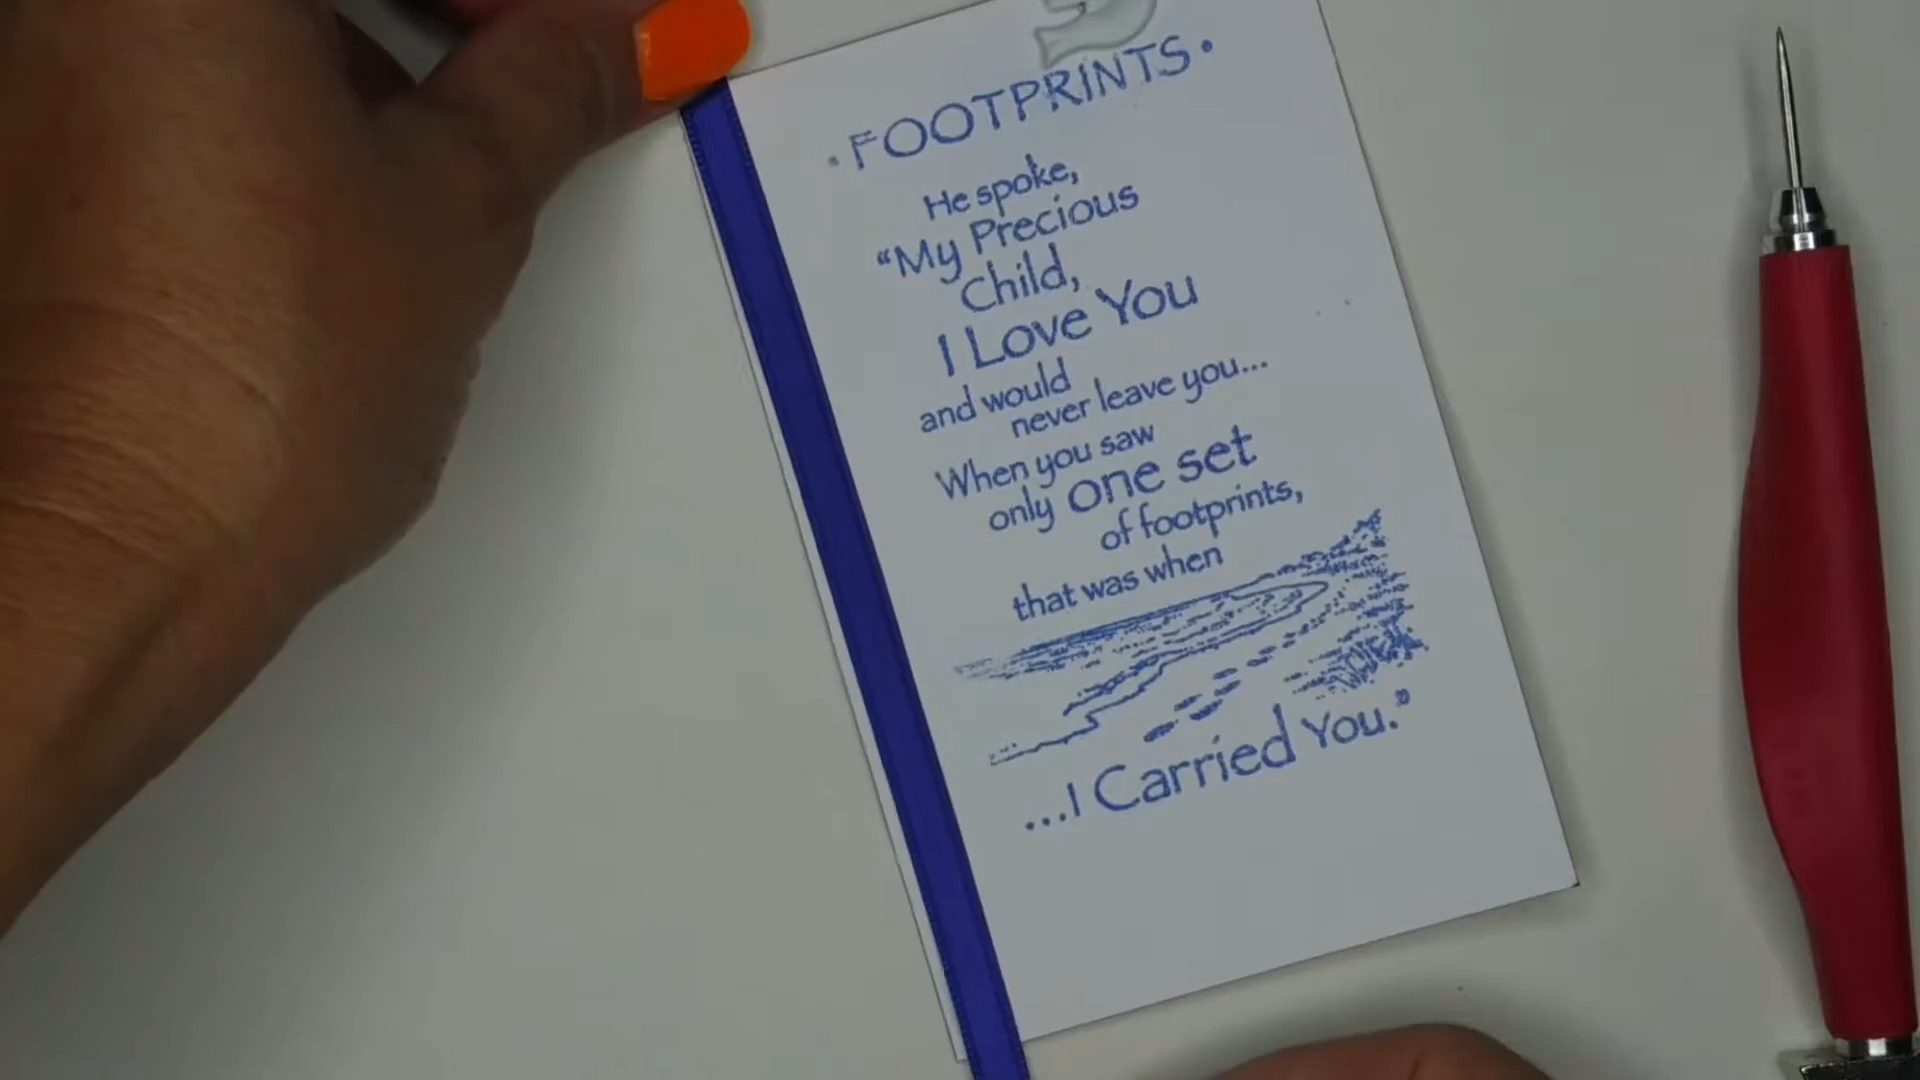 • FOOTPRINTS •
He spoke,
“My Precious
Child,
I Love You
and would
never leave you...
When you saw
only one set
of footprints,
that was when
...I Carried You.”